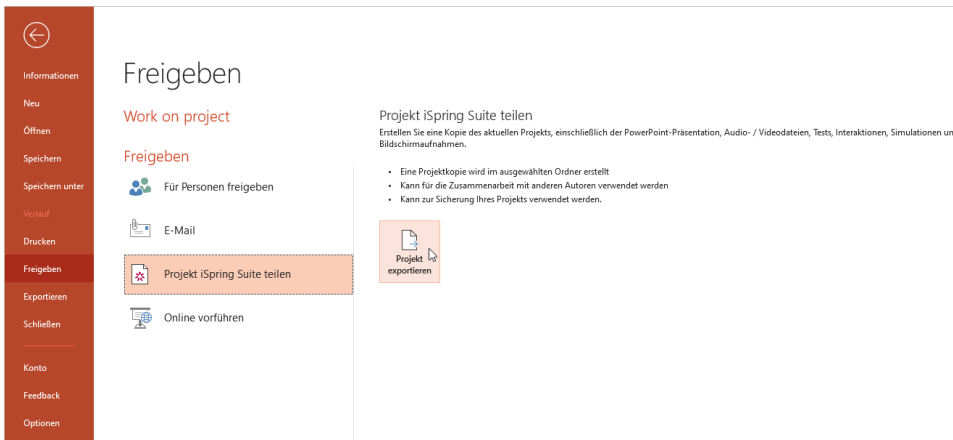 Informationen
Neu
Öffnen
Speichern
Speichern unter
Verlauf
Drucken
Freigeben
Exportieren
Schließen
Konto
Feedback
Optionen
Freigeben
Work on project
Freigeben
Für Personen freigeben
E-Mail
Projekt iSpring Suite teilen
Online vorführen
Projekt iSpring Suite teilen
Erstellen Sie eine Kopie des aktuellen Projekts, einschließlich der PowerPoint-Präsentation, Audio- / Videodateien, Tests, Interaktionen, Simulationen
Bildschirmaufnahmen.
• Eine Projektkopie wird im ausgewählten Ordner erstellt
• Kann für die Zusammenarbeit mit anderen Autoren verwendet werden
• Kann zur Sicherung Ihres Projekts verwendet werden.
Projekt
exportieren